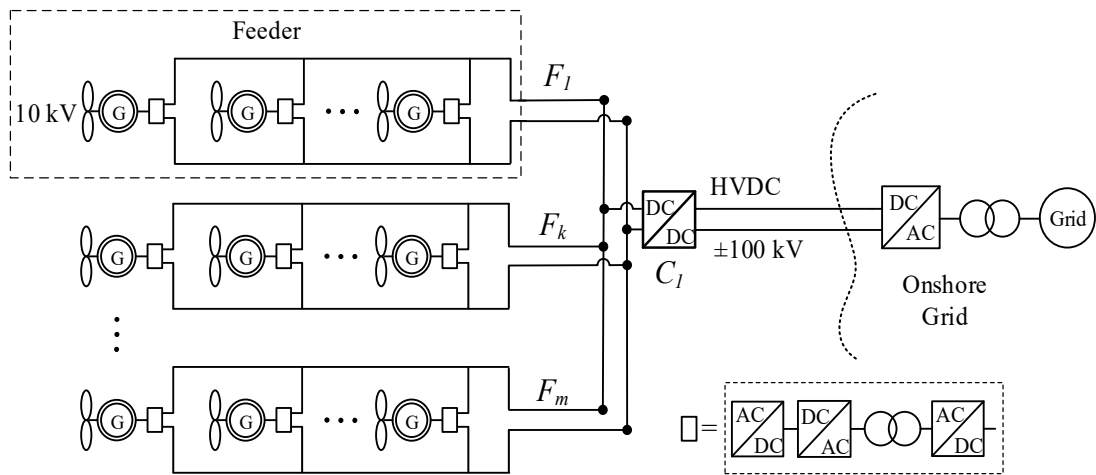 Feeder
F1
10 kV
G
G
G
HVDC
DC
DC
±100 kV
C1
DC
AC
Grid
Onshore
Grid
Fk
G
G
G
Fm
G
G
G
=
AC
DC
DC
AC
AC
DC